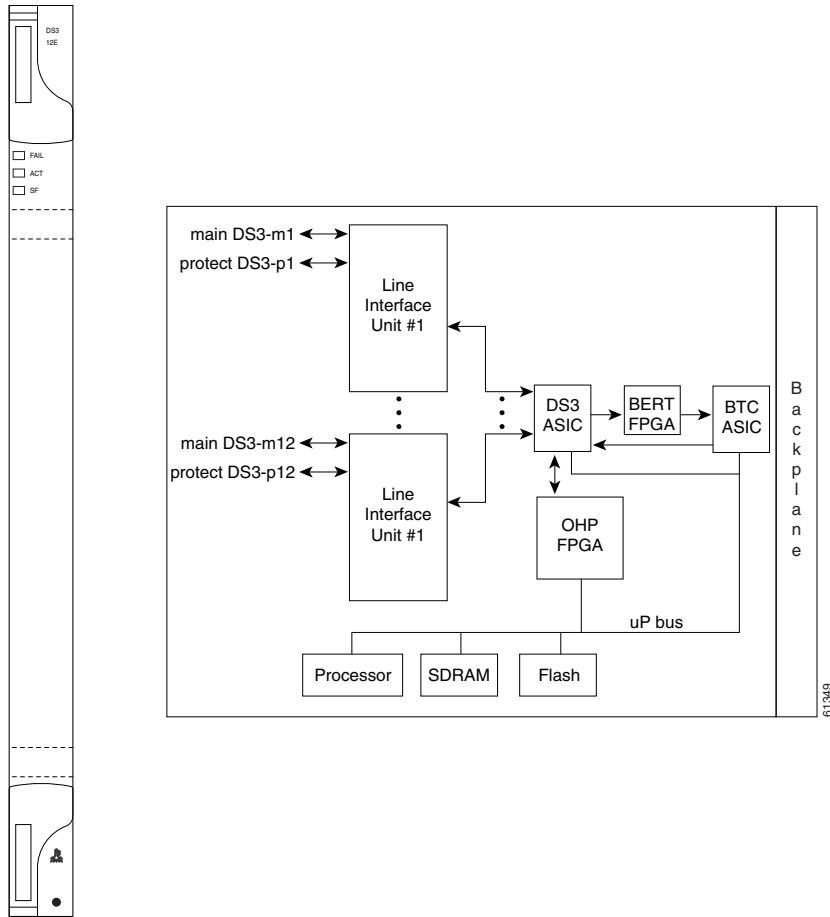 DS3
12E
FAIL
ACT
SF
main DS3-m1
protect DS3-p1
Line
Interface
Unit #1
main DS3-m12
protect DS3-p12
Line
Interface
Unit #1
DS3
ASIC
BERT
FPGA
BTC
ASIC
OHP
FPGA
uP bus
Processor
SDRAM
Flash
Backplane
61349